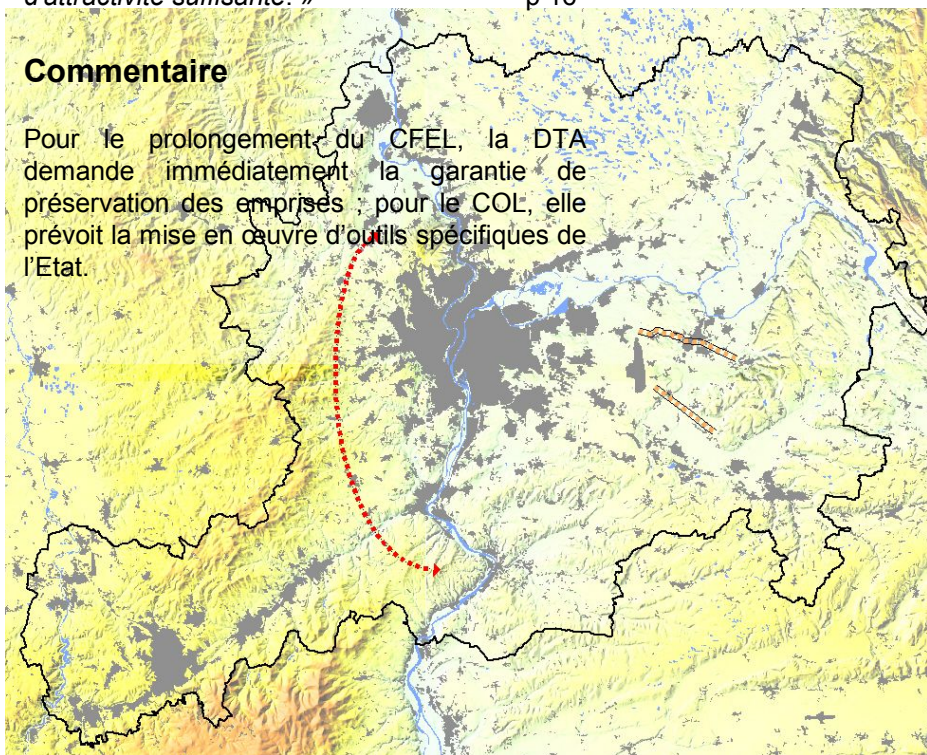 d'attractivité suffisante. » p 16
Commentaire
Pour le prolongement du CFEL, la DTA
demande immédiatement la garantie de
préservation des emprises ; pour le COL, elle
prévoit la mise en œuvre d'outils spécifiques de
l'Etat.